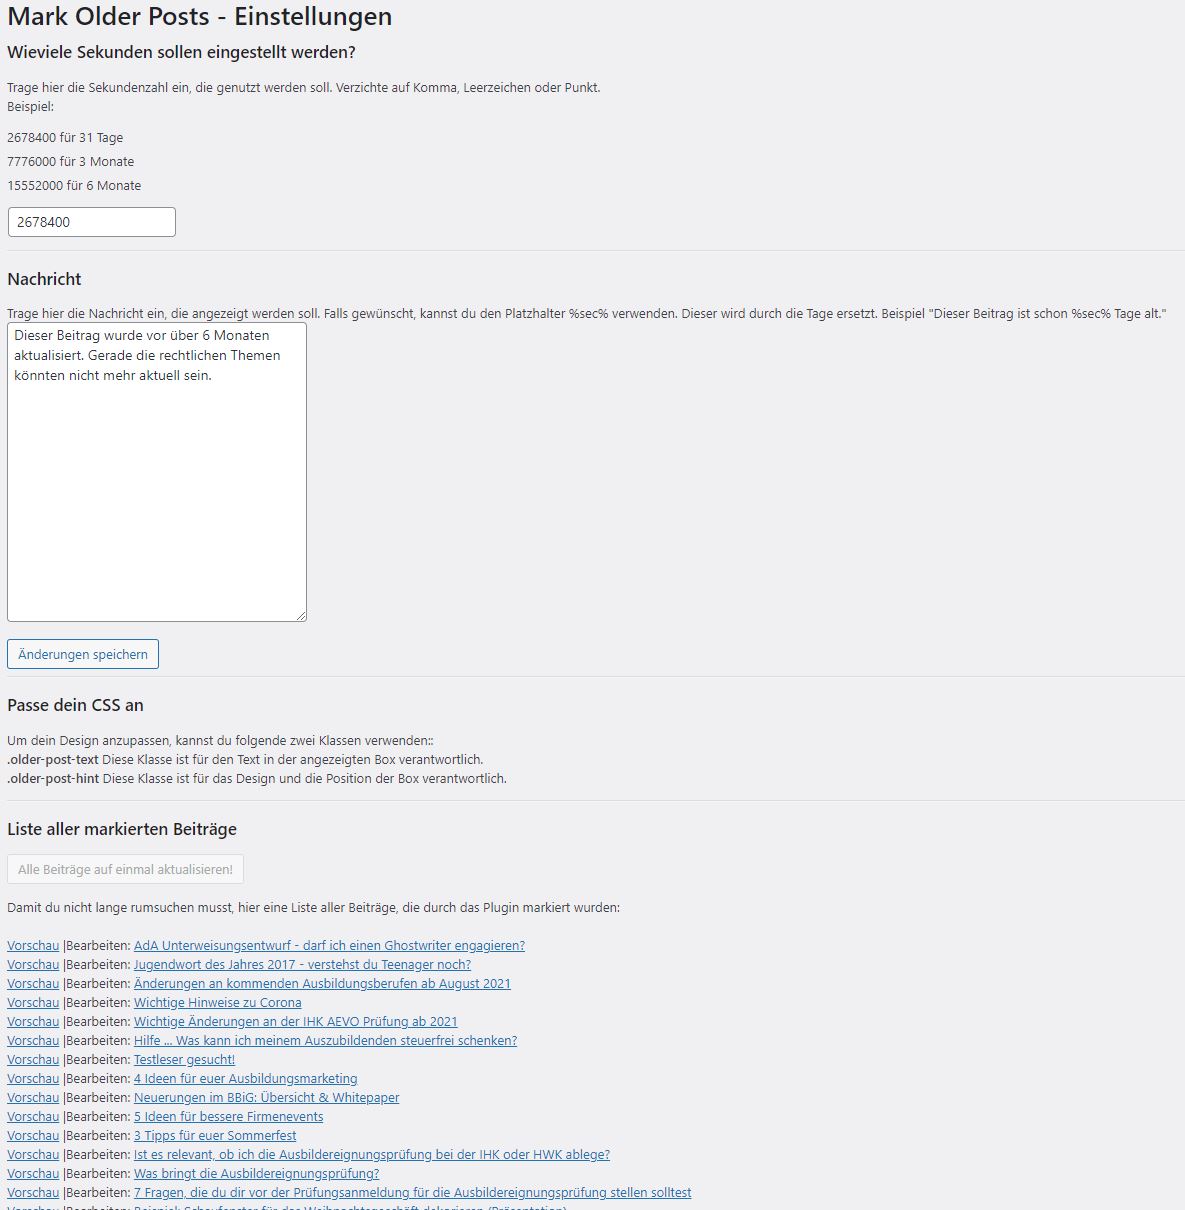 Mark Older Posts - Einstellungen
Wieviele Sekunden sollen eingestellt werden?
Trage hier die Sekundenzahl ein, die genutzt werden soll. Verzichte auf Komma, Leerzeichen oder Punkt.
Beispiel:
2678400 für 31 Tage
7776000 für 3 Monate
15552000 für 6 Monate
2678400
Nachricht
Trage hier die Nachricht ein, die angezeigt werden soll. Falls gewünscht, kannst du den Platzhalter %sec% verwenden. Dieser wird durch die Tage ersetzt. Beispiel "Dieser Beitrag ist schon %sec% Tage alt."
Dieser Beitrag wurde vor über 6 Monaten
aktualisiert. Gerade die rechtlichen Themen
könnten nicht mehr aktuell sein.
Änderungen speichern
Passe dein CSS an
Um dein Design anzupassen, kannst du folgende zwei Klassen verwenden::
.older-post-text Diese Klasse ist für den Text in der angezeigten Box verantwortlich.
.older-post-hint Diese Klasse ist für das Design und die Position der Box verantwortlich.
Liste aller markierten Beiträge
Alle Beiträge auf einmal aktualisieren!
Damit du nicht lange rumsuchen musst, hier eine Liste aller Beiträge, die durch das Plugin markiert wurden:
Vorschau |Bearbeiten: AdA Unterweisungsentwurf - darf ich einen Ghostwriter engagieren?
Vorschau |Bearbeiten: Jugendwort des Jahres 2017 - verstehst du Teenager noch?
Vorschau |Bearbeiten: Änderungen an kommenden Ausbildungsberufen ab August 2021
Vorschau |Bearbeiten: Wichtige Hinweise zu Corona
Vorschau |Bearbeiten: Wichtige Änderungen an der IHK AEVO Prüfung ab 2021
Vorschau |Bearbeiten: Hilfe ... Was kann ich meinem Auszubildenden steuerfrei schenken?
Vorschau |Bearbeiten: Testleser gesucht!
Vorschau |Bearbeiten: 4 Ideen für euer Ausbildungsmarketing
Vorschau |Bearbeiten: Neuerungen im BBiG: Übersicht & Whitepaper
Vorschau |Bearbeiten: 5 Ideen für bessere Firmenevents
Vorschau |Bearbeiten: 3 Tipps für euer Sommerfest
Vorschau |Bearbeiten: Ist es relevant, ob ich die Ausbildereignungsprüfung bei der IHK oder HWK ablege?
Vorschau |Bearbeiten: Was bringt die Ausbildereignungsprüfung?
Vorschau |Bearbeiten: 7 Fragen, die du dir vor der Prüfungsanmeldung für die Ausbildereignungsprüfung stellen solltest
Vorschau |Bearbeiten: Beispiel: Schaufenster für das Weihnachtsgeschäft dekorieren (Präsentation)